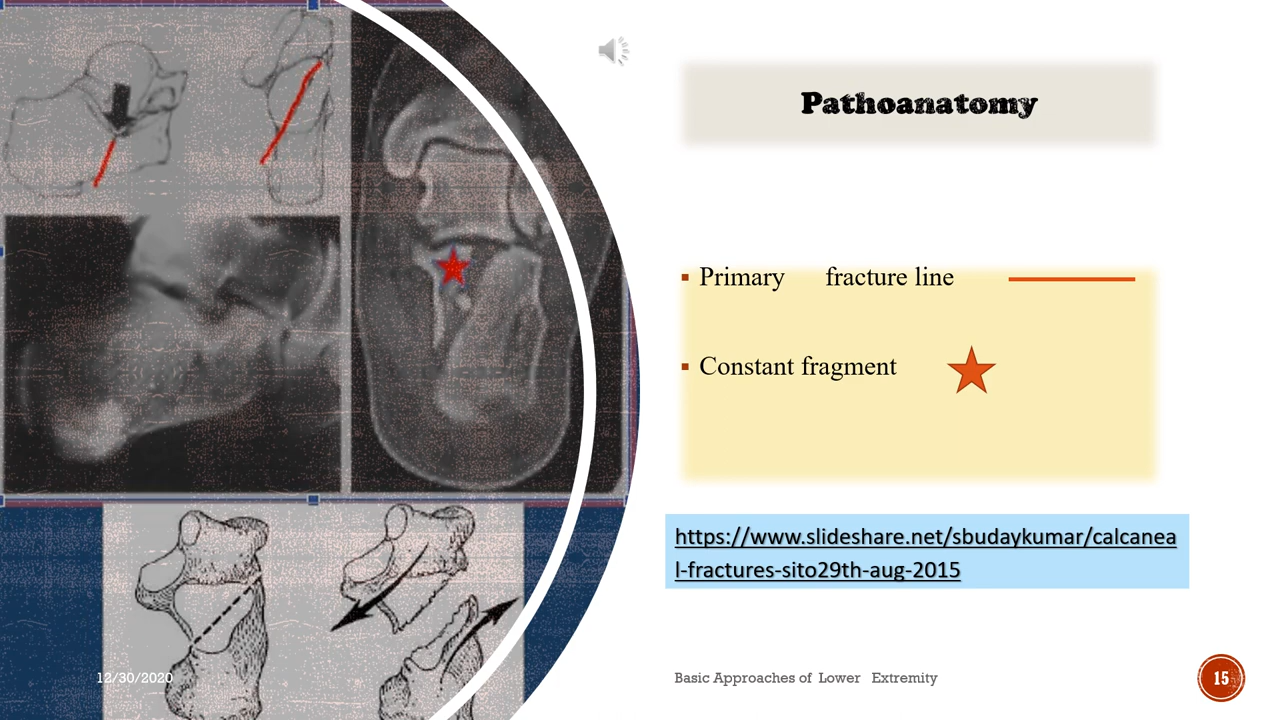 Pathoanatomy
Primary fracture line
Constant fragment
https://www.slideshare.net/sbudaykumar/calcanea
l-fractures-sito29th-aug-2015
12/30/2020
Basic Approaches of Lower Extremity
15